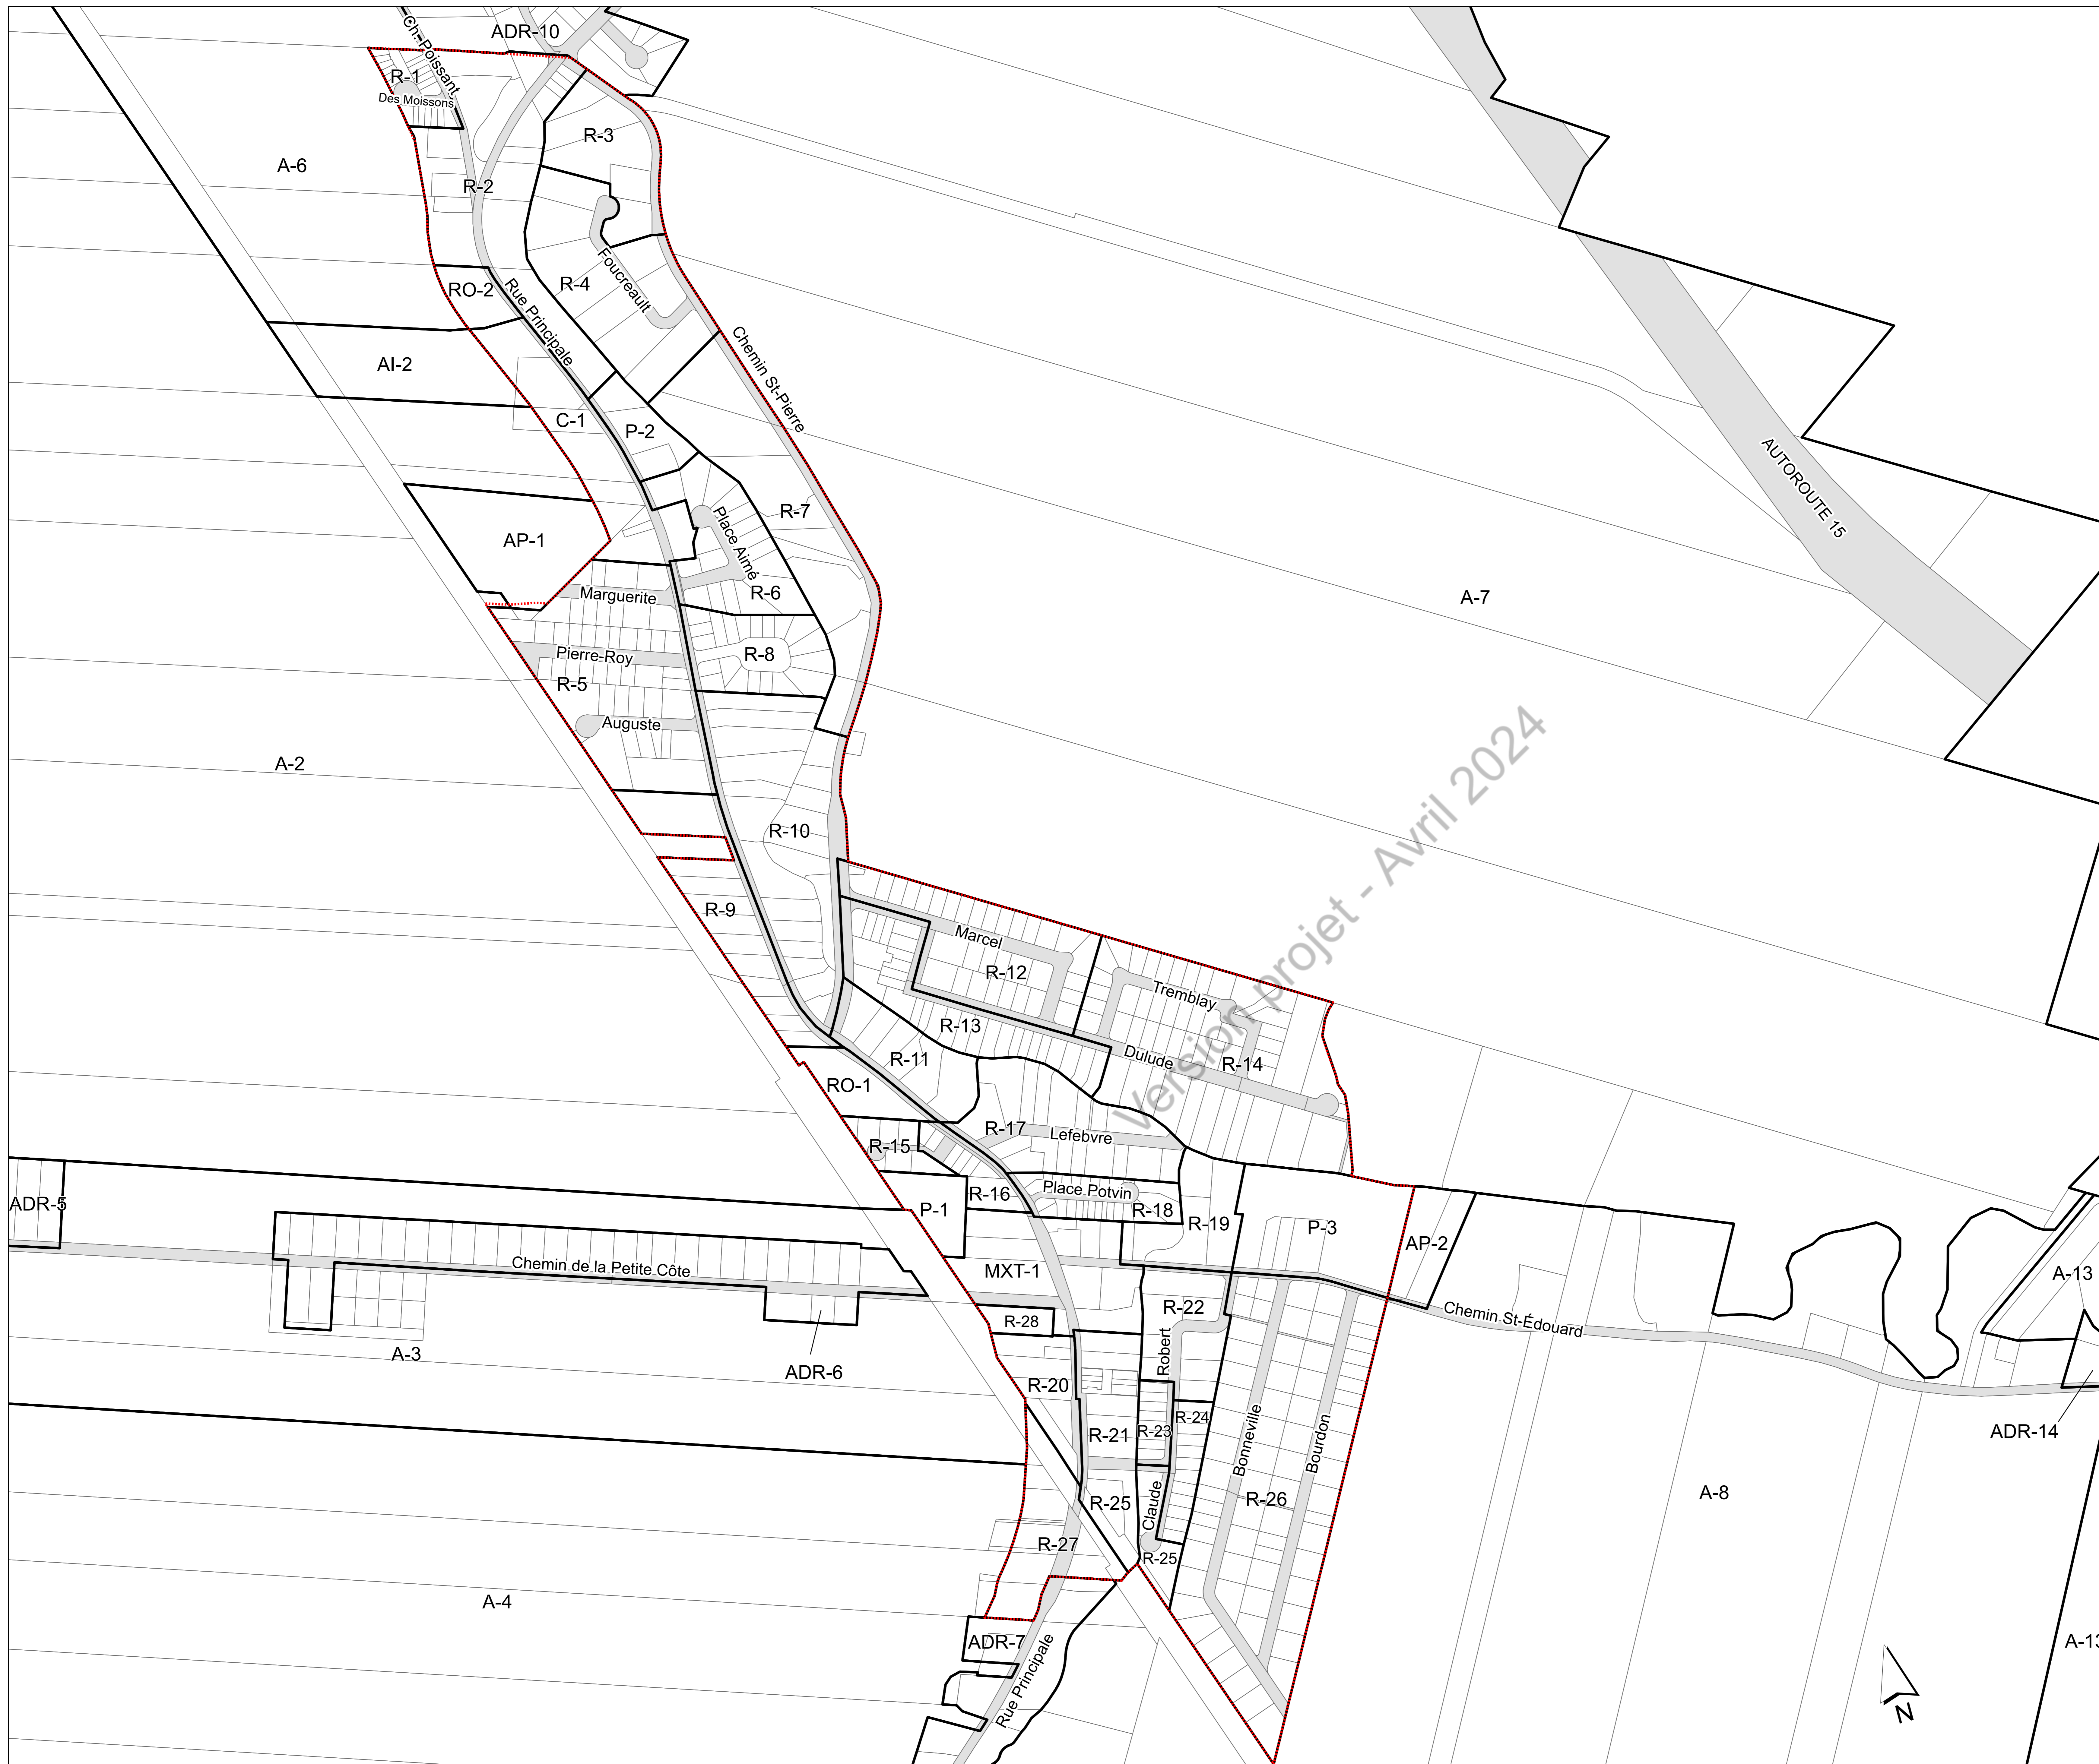 ADR-10
Ch. Poissant
R-1
Des Moissons
R-3
A-6
R-2
Foucreault
R-4
RO-2
Rue Principale
Chemin St-Pierre
AI-2
C-1
P-2
AUTOROUTE 15
R-7
Place Aimé
AP-1
R-6
Marguerite
A-7
Pierre-Roy
R-8
R-5
Auguste
A-2
R-10
Version projet - Avril 2024
R-9
Marcel
R-12
Tremblay
R-13
R-11
Dulude
R-14
RO-1
R-17
Lefebvre
R-15
ADR-5
Place Potvin
R-16
P-1
R-18
R-19
P-3
AP-2
Chemin de la Petite Côte
MXT-1
A-13
R-22
Chemin St-Édouard
R-28
A-3
Robert
ADR-6
R-20
R-24
R-23
R-21
Bonneville
Bourdon
ADR-14
A-8
R-26
R-25
Claude
R-27
R-25
A-4
ADR-7
Rue Principale
A-13
N